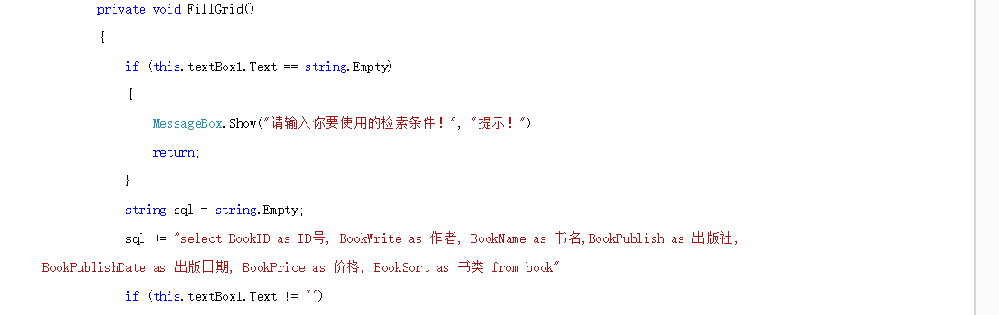 private void FillGrid()
{
if (this.textBox1.Text == string.Empty)
{
MessageBox.Show("请输入你要使用的检索条件！", "提示！");
return;
}
string sql = string.Empty;
sql += "select BookID as ID号, BookWrite as 作者, BookName as 书名,BookPublish as 出版社,
BookPublishDate as 出版日期, BookPrice as 价格, BookSort as 书类 from book";
if (this.textBox1.Text != "")